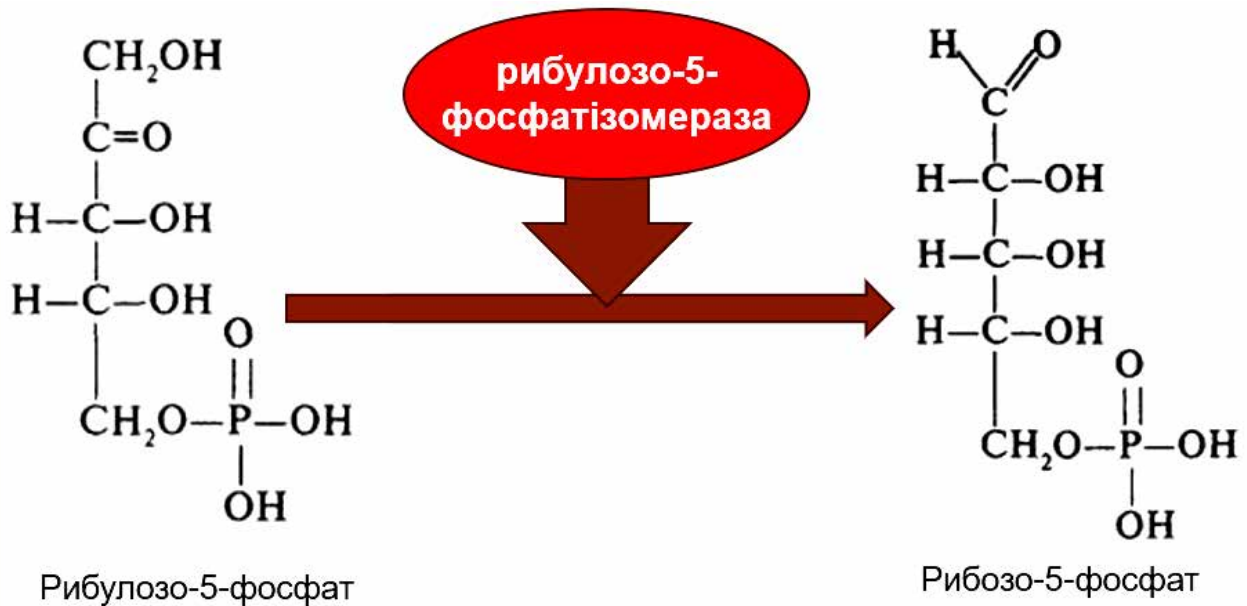 CH₂OH
C=O
H–C–OH
H–C–OH
O
CH₂O–P–OH
OH
Рибулозо-5-фосфат
рибулозо-5-
фосфатізомераза
H O
C
H–C–OH
H–C–OH
H–C–OH
O
CH₂O–P–OH
OH
Рибозо-5-фосфат